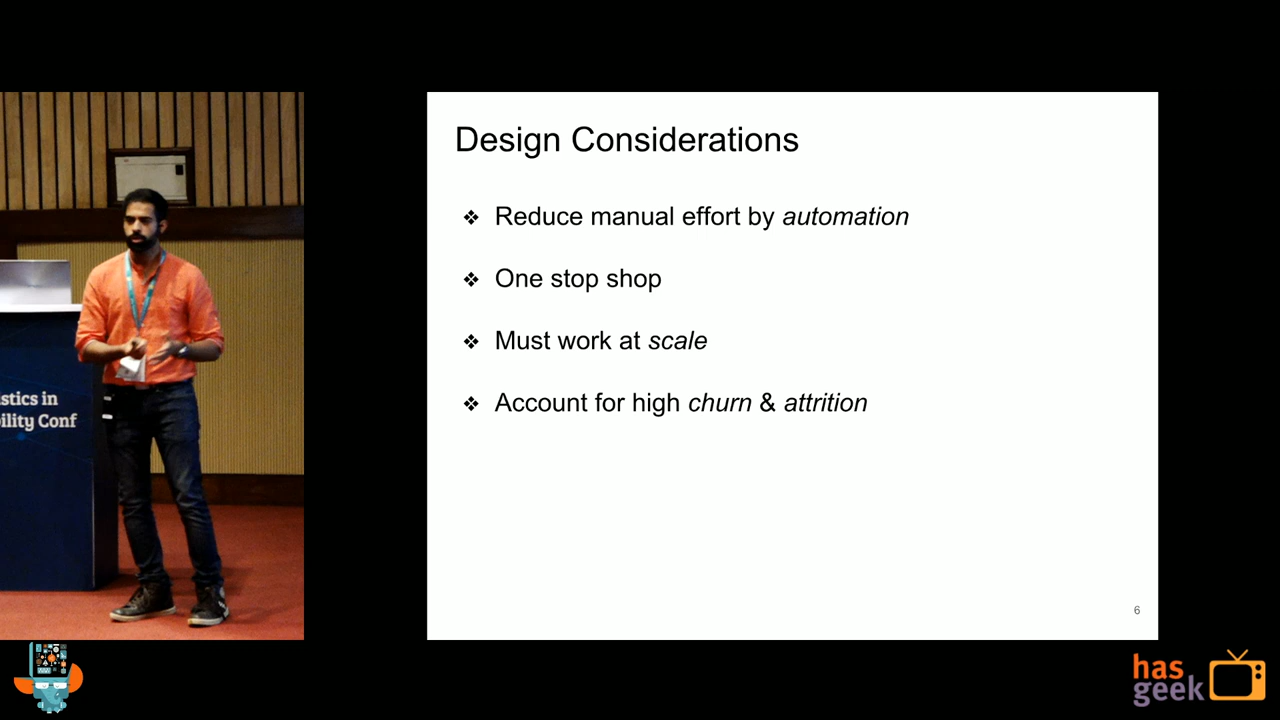 Design Considerations
❖ Reduce manual effort by automation
❖ One stop shop
❖ Must work at scale
❖ Account for high churn & attrition
6
stics in
ility Conf
has
geek